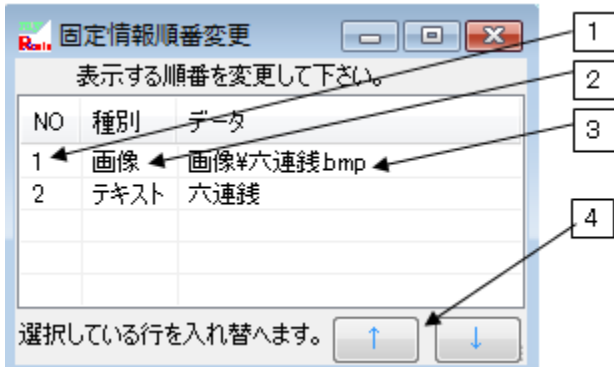 固定情報順番変更
1
表示する順番を変更して下さい。
2
NO 種別 データ
3
1 画像 画像¥六連銭bmp
2 テキスト 六連銭
4
選択している行を入れ替へます。 ↑ ↓